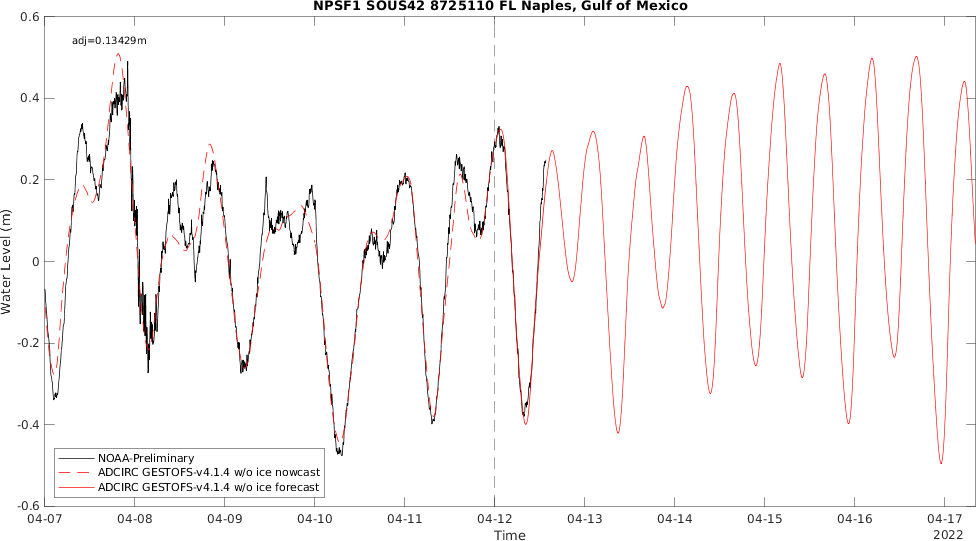 NPSF1 SOUS42 8725110 FL Naples, Gulf of Mexico
adj=0.13429m
0.6
0.4
0.2
0
-0.2
-0.4
-0.6
Water Level (m)
NOAA-Preliminary
ADCIRC GESTOFS-v4.1.4 w/o ice nowcast
ADCIRC GESTOFS-v4.1.4 w/o ice forecast
04-07 04-08 04-09 04-10 04-11 04-12 04-13 04-14 04-15 04-16 04-17
Time 2022